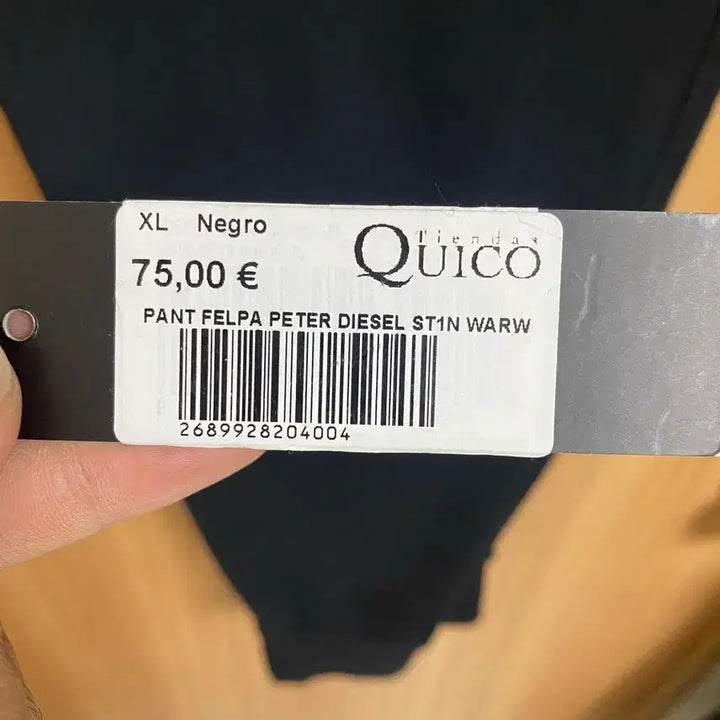 XL Negro
Tiendas
QUICO
75,00 €
PANT FELPA PETER DIESEL ST1N WARW
2689928204004